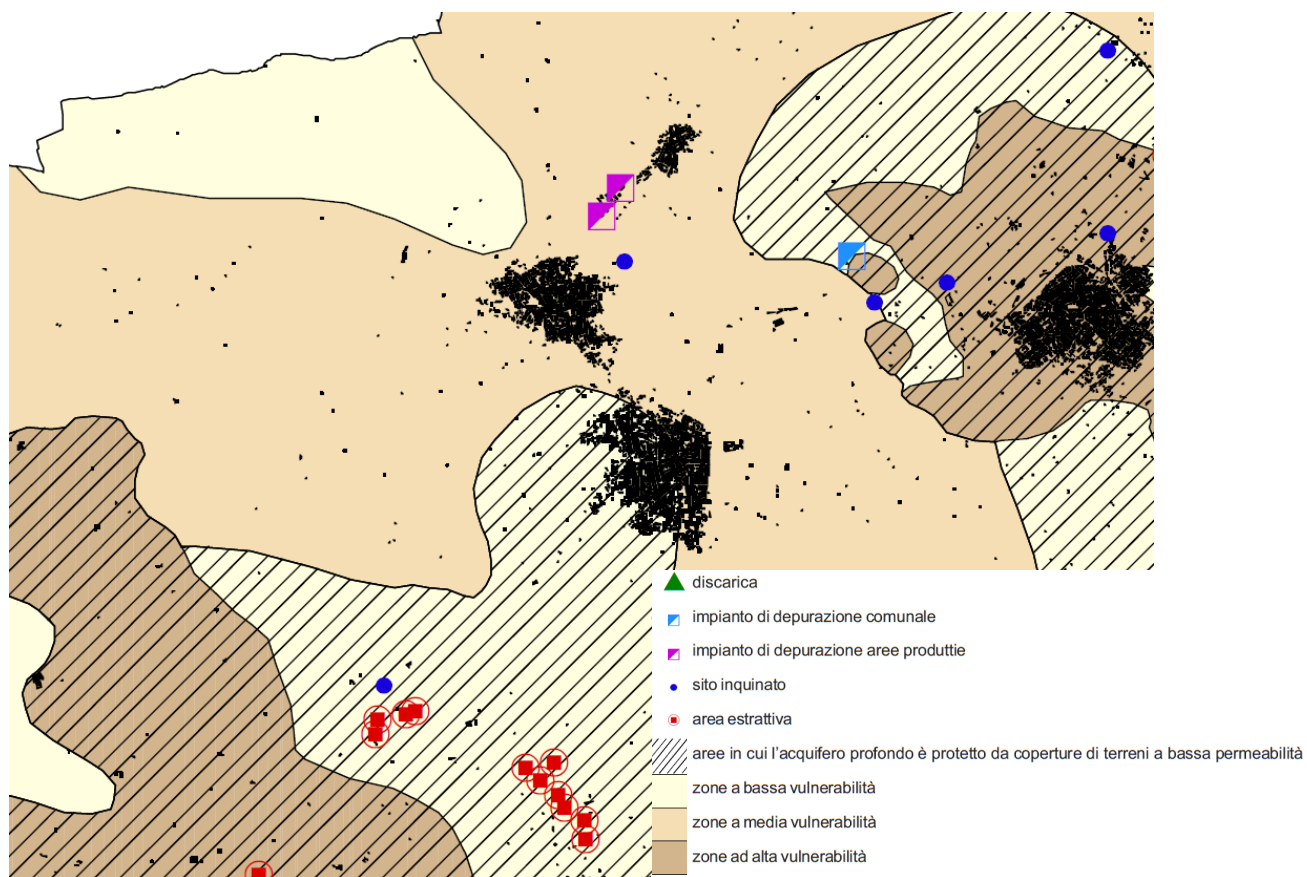 discarica
impianto di depurazione comunale
impianto di depurazione aree produttie
sito inquinato
area estrattiva
aree in cui l'acquifero profondo è protetto da coperture di terreni a bassa permeabilità
zone a bassa vulnerabilità
zone a media vulnerabilità
zone ad alta vulnerabilità